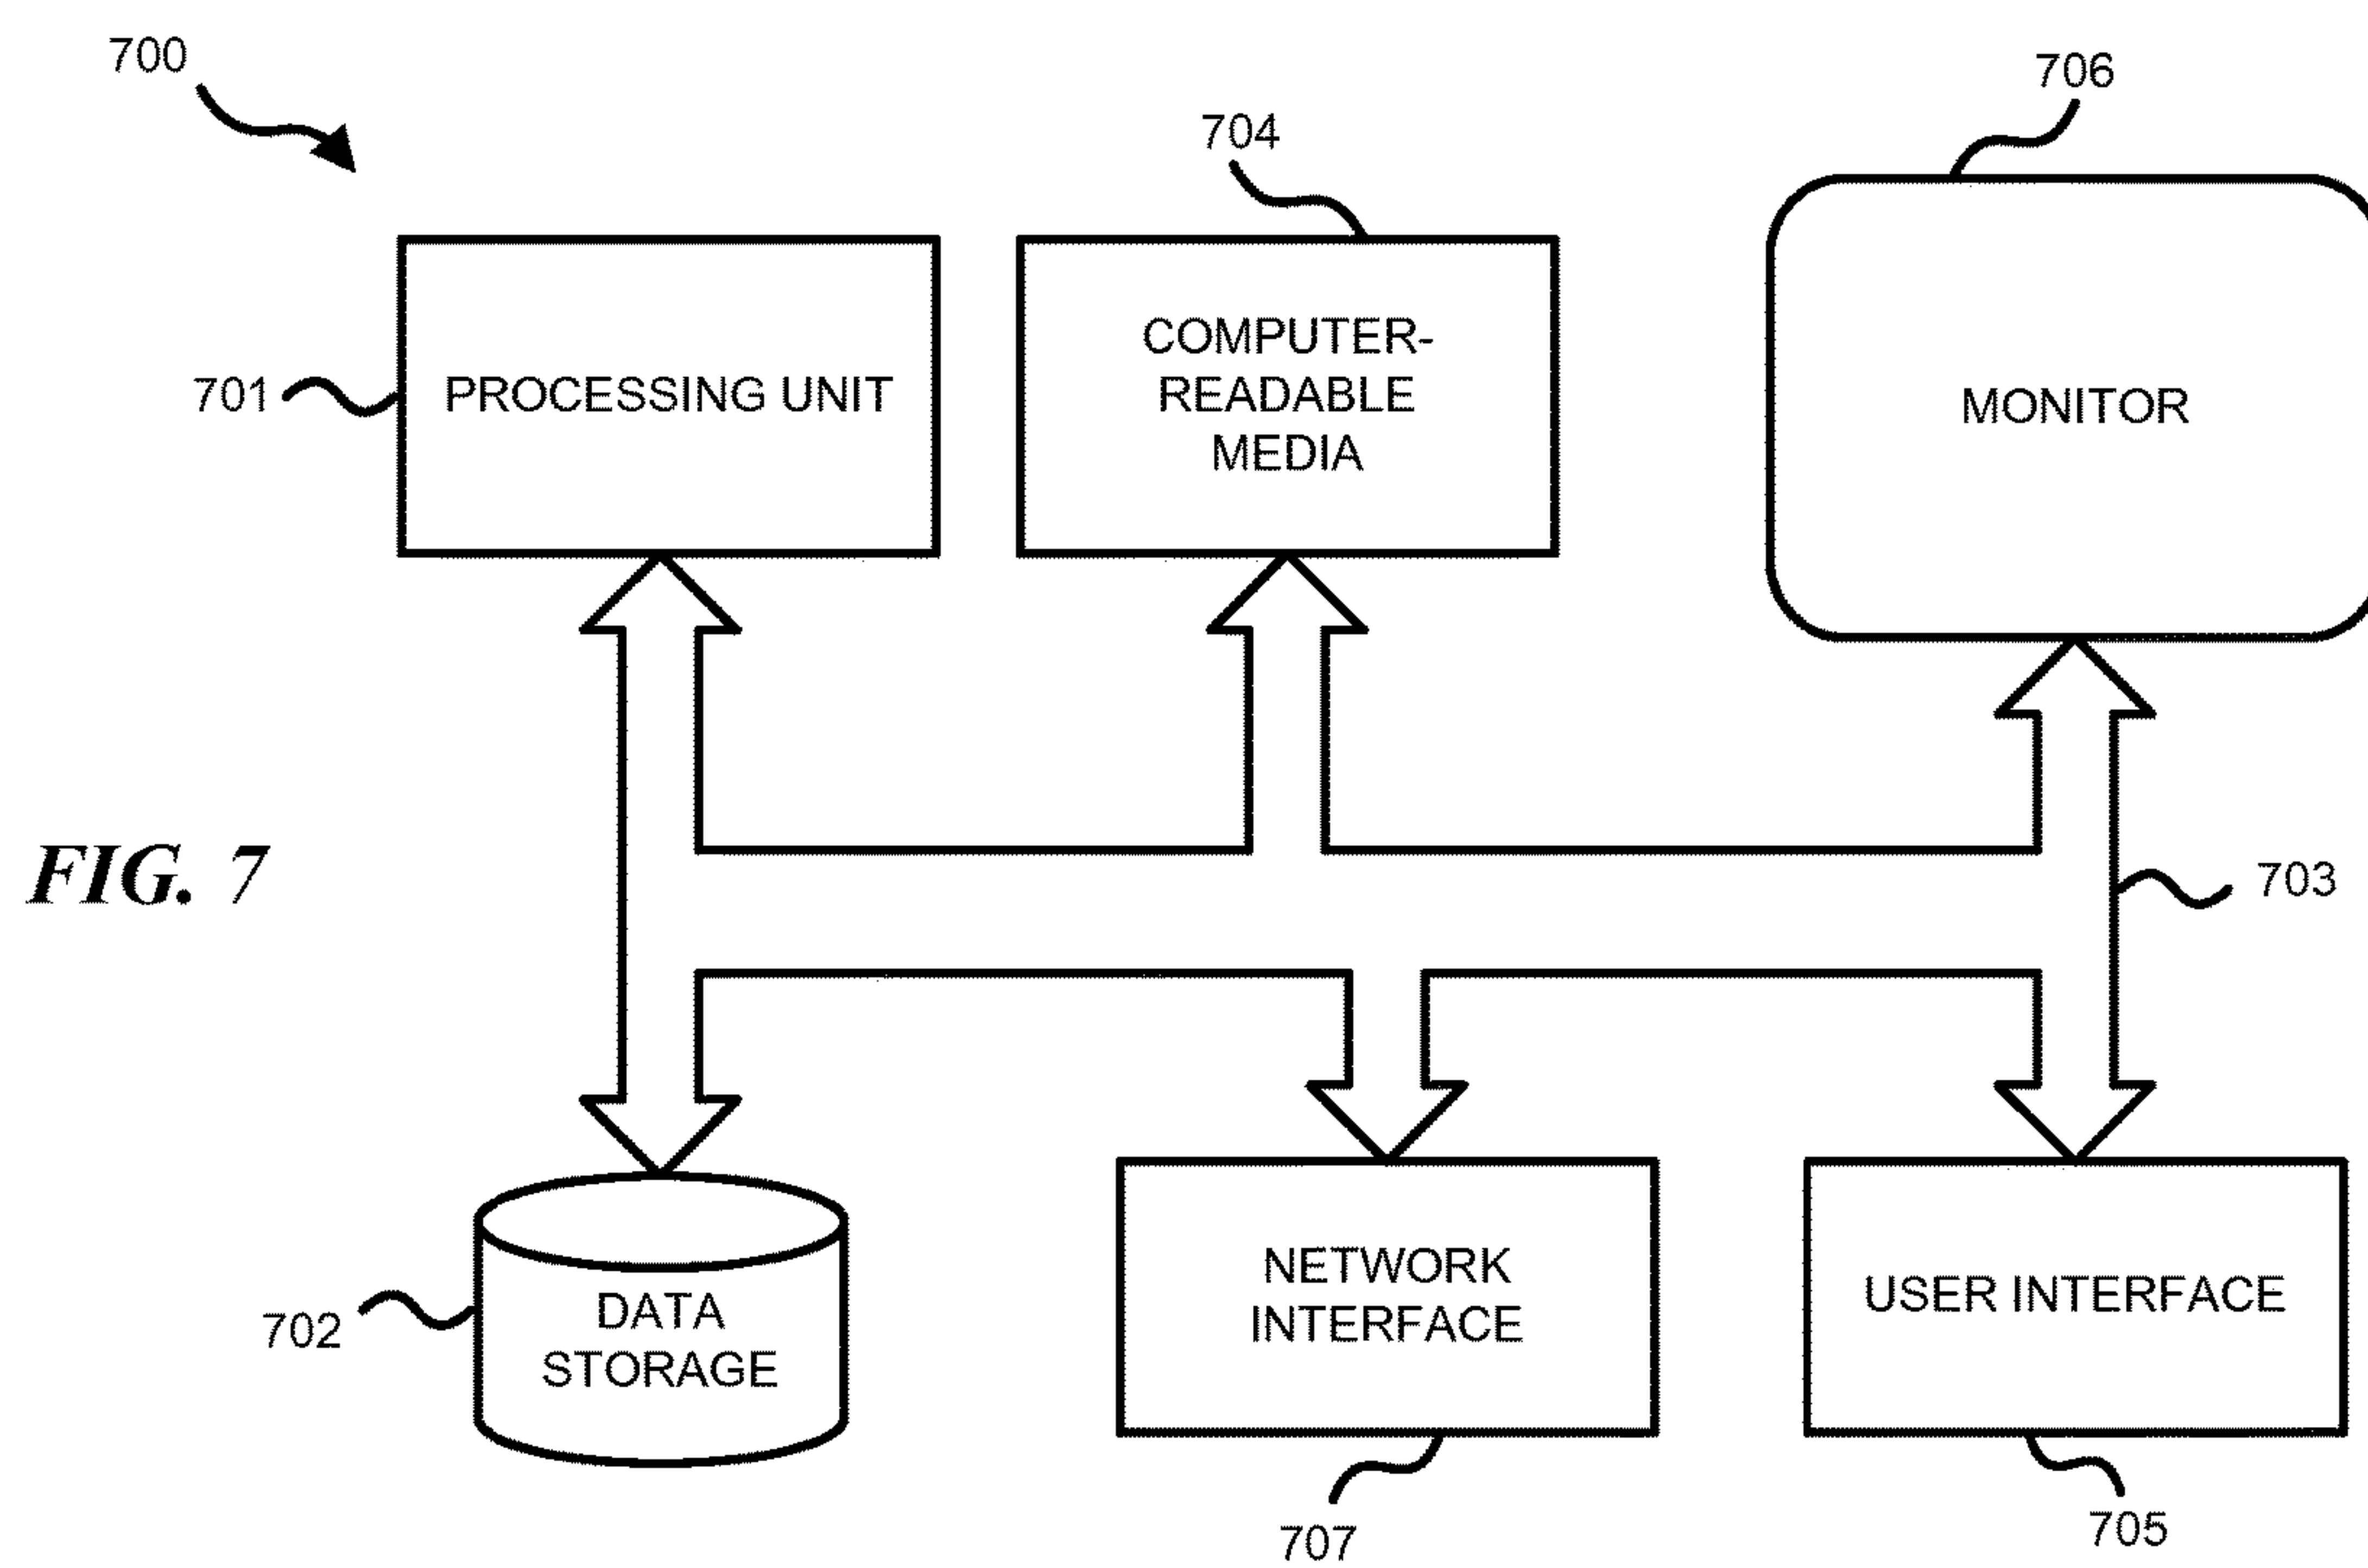 700
706
704
COMPUTER-
READABLE
MEDIA
701
PROCESSING UNIT
MONITOR
FIG. 7
703
702
DATA
STORAGE
NETWORK
INTERFACE
USER INTERFACE
707
705